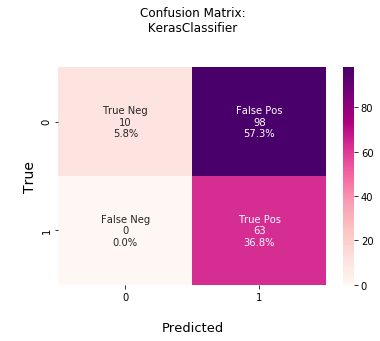 Confusion Matrix:
KerasClassifier
True Neg
10
5.8%
False Pos
98
57.3%
False Neg
0
0.0%
True Pos
63
36.8%
0
1
True
0
1
Predicted
80
60
40
20
0